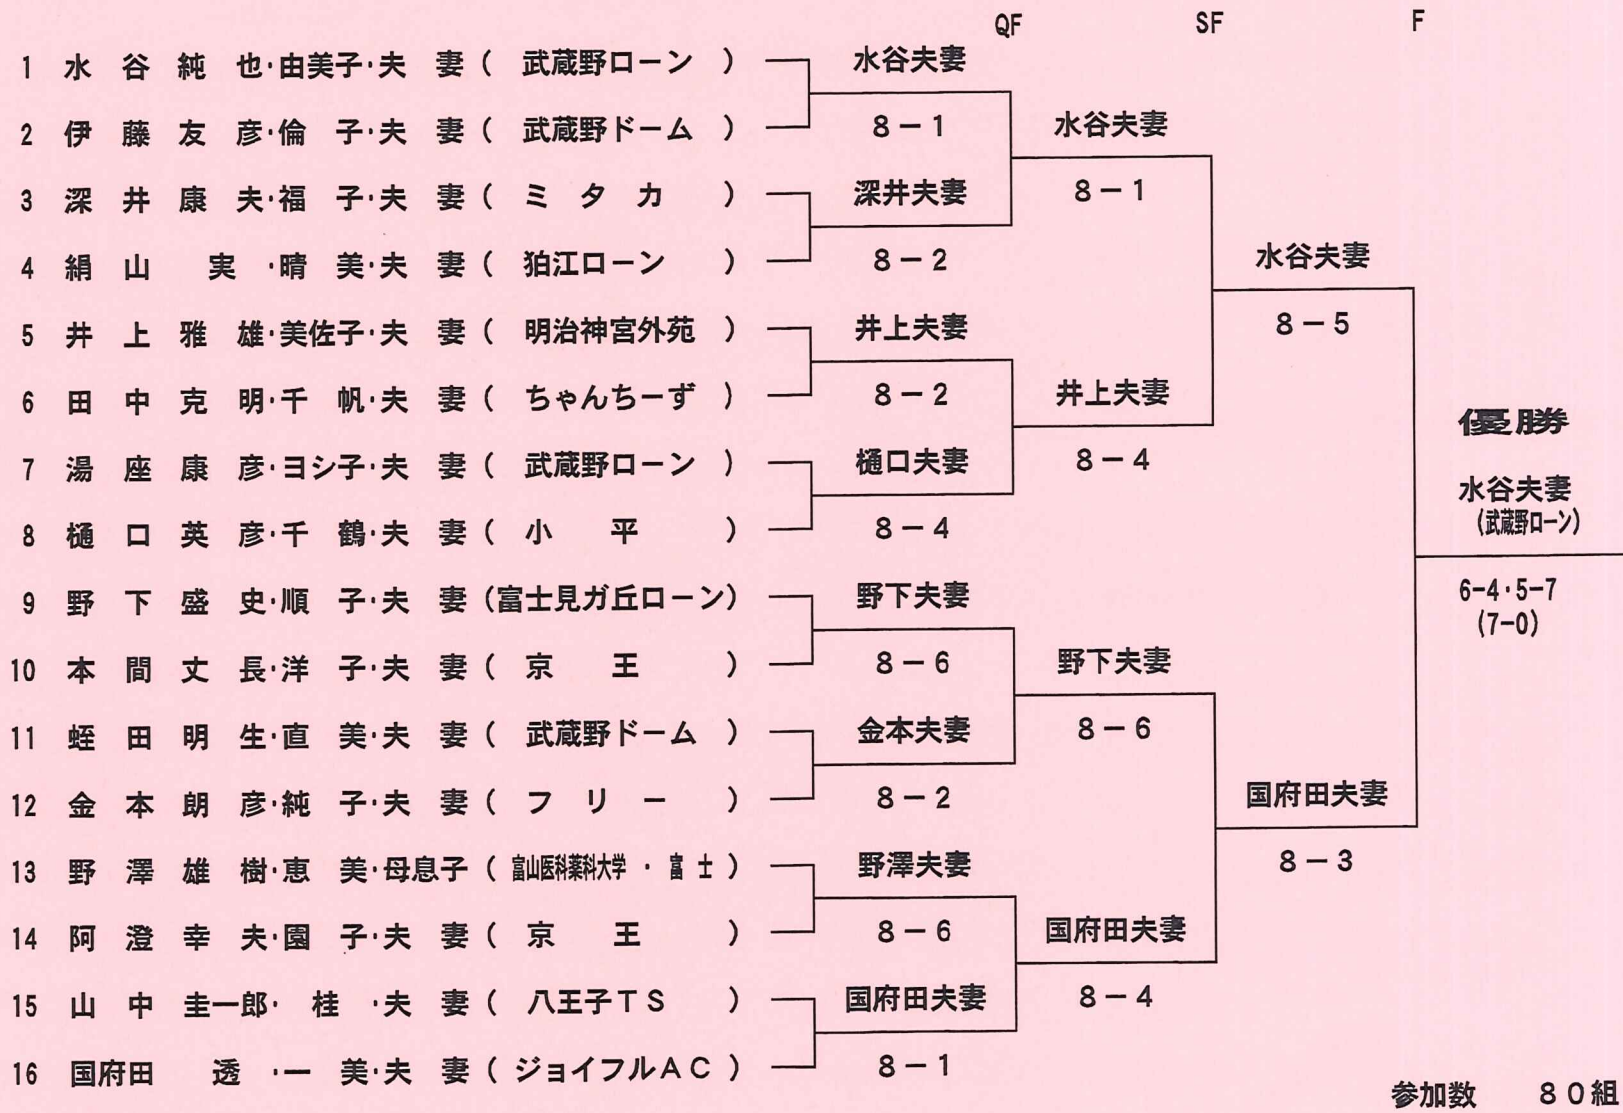 QF SF F
1 水 谷 純 也・由美子・夫 妻 ( 武蔵野ローン ) 水谷夫妻
2 伊 藤 友 彦・倫 子・夫 妻 ( 武蔵野ドーム ) 8－1 水谷夫妻
3 深 井 康 夫・福 子・夫 妻 ( ミ タ カ ) 深井夫妻 8－1
4 絹 山 実 ・晴 美・夫 妻 ( 狛江ローン ) 8－2 水谷夫妻
5 井 上 雅 雄・美佐子・夫 妻 ( 明治神宮外苑 ) 井上夫妻 8－5
6 田 中 克 明・千 帆・夫 妻 ( ちゃんちーず ) 8－2 井上夫妻
優勝
7 湯 座 康 彦・ヨシ子・夫 妻 ( 武蔵野ローン ) 樋口夫妻 8－4
水谷夫妻
(武蔵野ローン)
8 樋 口 英 彦・千 鶴・夫 妻 ( 小 平 ) 8－4
9 野 下 盛 史・順 子・夫 妻 (富士見ガ丘ローン) 野下夫妻 6-4・5-7
(7-0)
10 本 間 丈 長・洋 子・夫 妻 ( 京 王 ) 8－6 野下夫妻
11 蛭 田 明 生・直 美・夫 妻 ( 武蔵野ドーム ) 金本夫妻 8－6
12 金 本 朗 彦・純 子・夫 妻 ( フ リ ー ) 8－2 国府田夫妻
13 野 澤 雄 樹・恵 美・母息子 ( 富山医科薬科大学 ・ 富 士 ) 野澤夫妻 8－3
14 阿 澄 幸 夫・園 子・夫 妻 ( 京 王 ) 8－6 国府田夫妻
15 山 中 圭一郎・ 桂 ・夫 妻 ( 八王子ＴＳ ) 国府田夫妻 8－4
16 国府田 透 ・一 美・夫 妻 ( ジョイフルＡＣ ) 8－1
参加数 ８０組